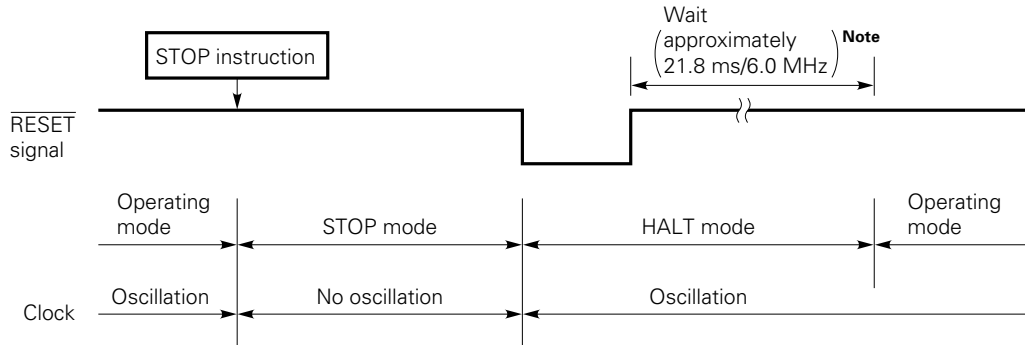 Wait
approximately
21.8 ms/6.0 MHz
Note
STOP instruction
RESET
signal
Operating
mode
STOP mode
HALT mode
Operating
mode
Clock
Oscillation
No oscillation
Oscillation